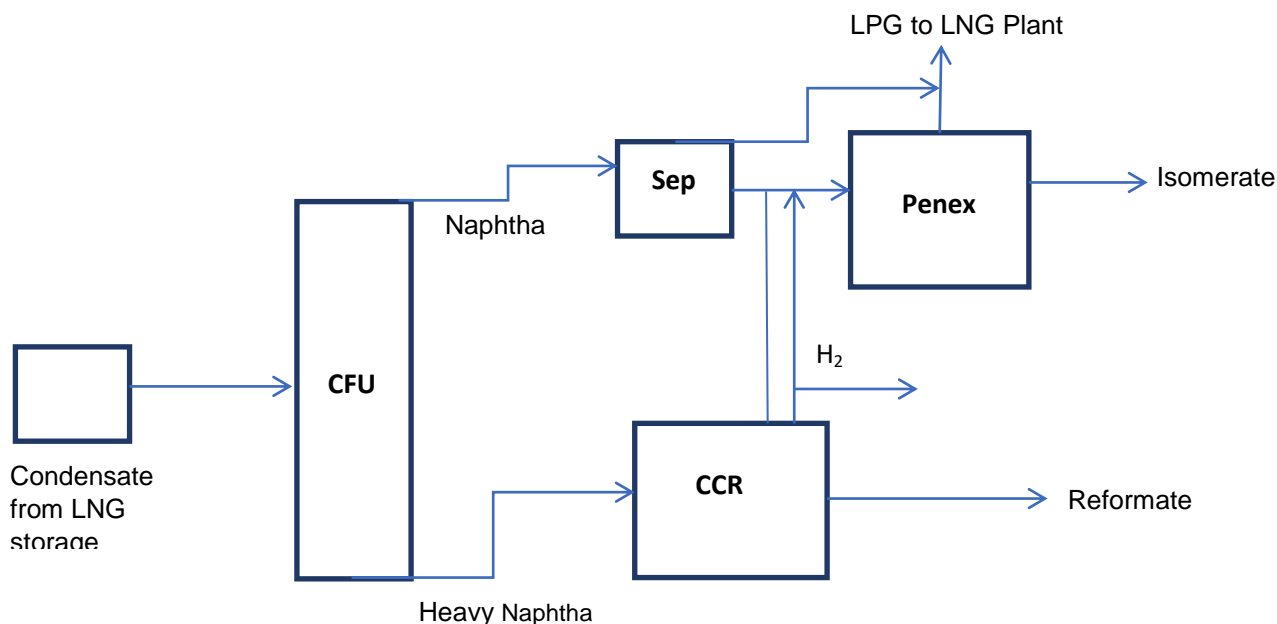 LPG to LNG Plant
Sep
Penex
Isomerate
Naphtha
H₂
CFU
Condensate
from LNG
storage
CCR
Reformate
Heavy Naphtha